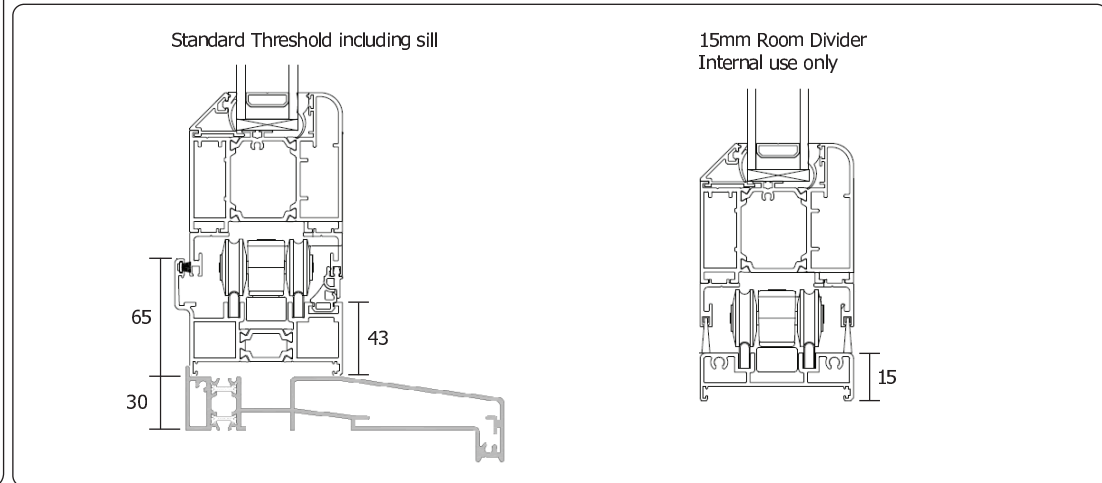 Standard Threshold including sill
15mm Room Divider
Internal use only
65
43
30
15